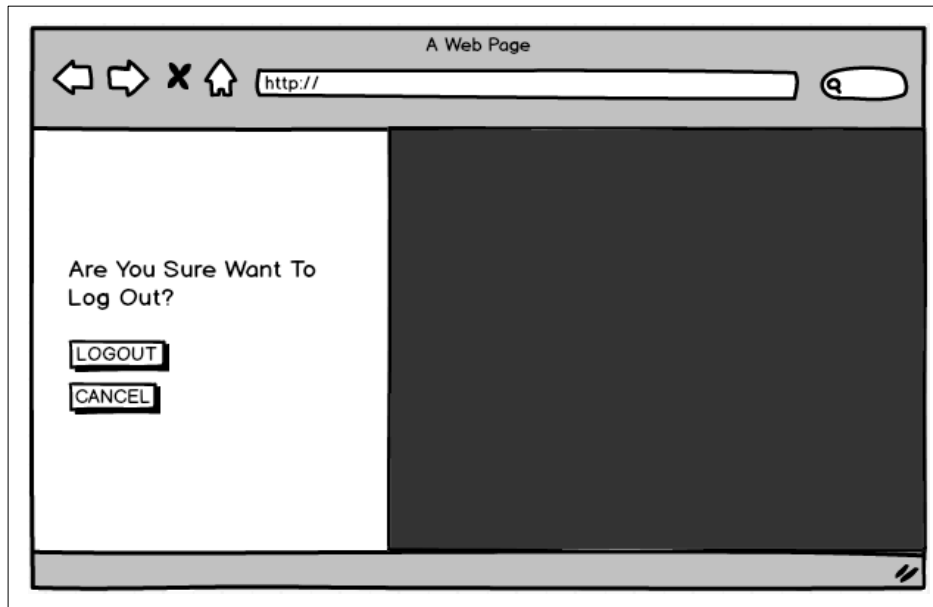 A Web Page
http://
Are You Sure Want To
Log Out?
LOGOUT
CANCEL